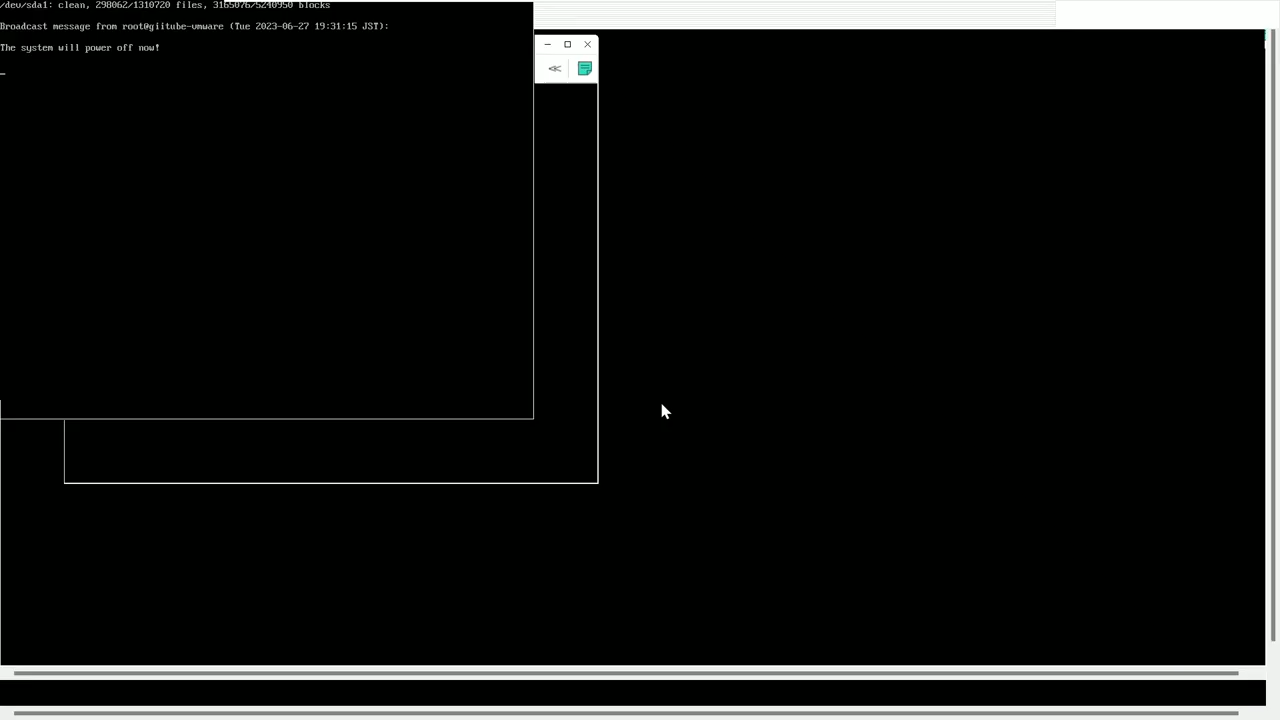 /dev/sda1: clean, 298062/1310720 files, 3165076/5240950 blocks
Broadcast message from root@giitube-vmware (Tue 2023-06-27 19:31:15 JST):
The system will power off now!